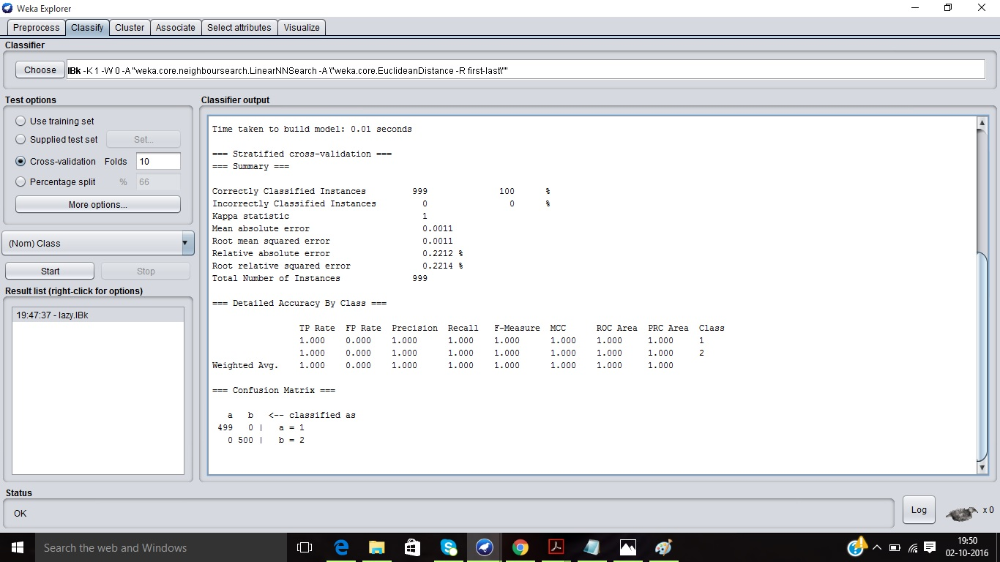 Weka Explorer
Preprocess Classify Cluster Associate Select attributes Visualize
Classifier
Choose IBk -K 1 -W 0 -A "weka.core.neighboursearch.LinearNNSearch -A \"weka.core.EuclideanDistance -R first-last\""
Test options
Use training set
Supplied test set Set...
Cross-validation Folds 10
Percentage split % 66
More options...
(Nom) Class
Start Stop
Result list (right-click for options)
19:47:37 - lazy.IBk
Classifier output
Time taken to build model: 0.01 seconds
=== Stratified cross-validation ===
=== Summary ===
Correctly Classified Instances 999 100 %
Incorrectly Classified Instances 0 0 %
Kappa statistic 1
Mean absolute error 0.0011
Root mean squared error 0.0011
Relative absolute error 0.2212 %
Root relative squared error 0.2214 %
Total Number of Instances 999
=== Detailed Accuracy By Class ===
TP Rate FP Rate Precision Recall F-Measure MCC ROC Area PRC Area Class
1.000 0.000 1.000 1.000 1.000 1.000 1.000 1.000 1
1.000 0.000 1.000 1.000 1.000 1.000 1.000 1.000 2
Weighted Avg. 1.000 0.000 1.000 1.000 1.000 1.000 1.000 1.000
=== Confusion Matrix ===
a b <-- classified as
499 0 | a = 1
0 500 | b = 2
Status
OK
Log x 0
Search the web and Windows
19:50
02-10-2016